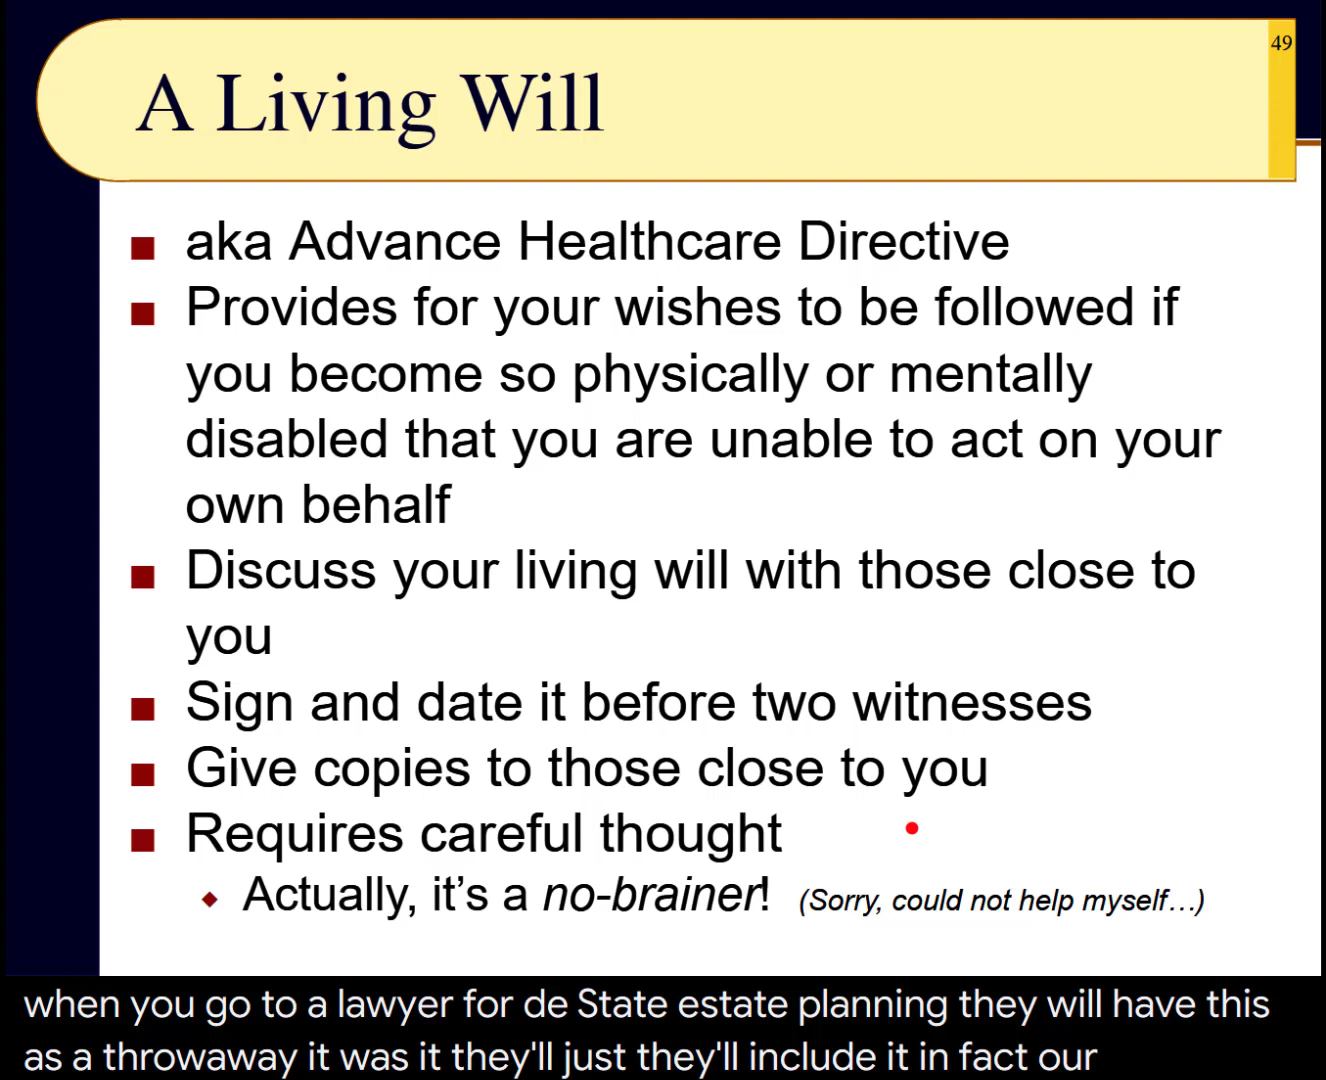 49
A Living Will
aka Advance Healthcare Directive
Provides for your wishes to be followed if
you become so physically or mentally
disabled that you are unable to act on your
own behalf
Discuss your living will with those close to
you
Sign and date it before two witnesses
Give copies to those close to you
Requires careful thought
Actually, it's a no-brainer! (Sorry, could not help myself…)
when you go to a lawyer for de State estate planning they will have this
as a throwaway it was it they'll just they'll include it in fact our